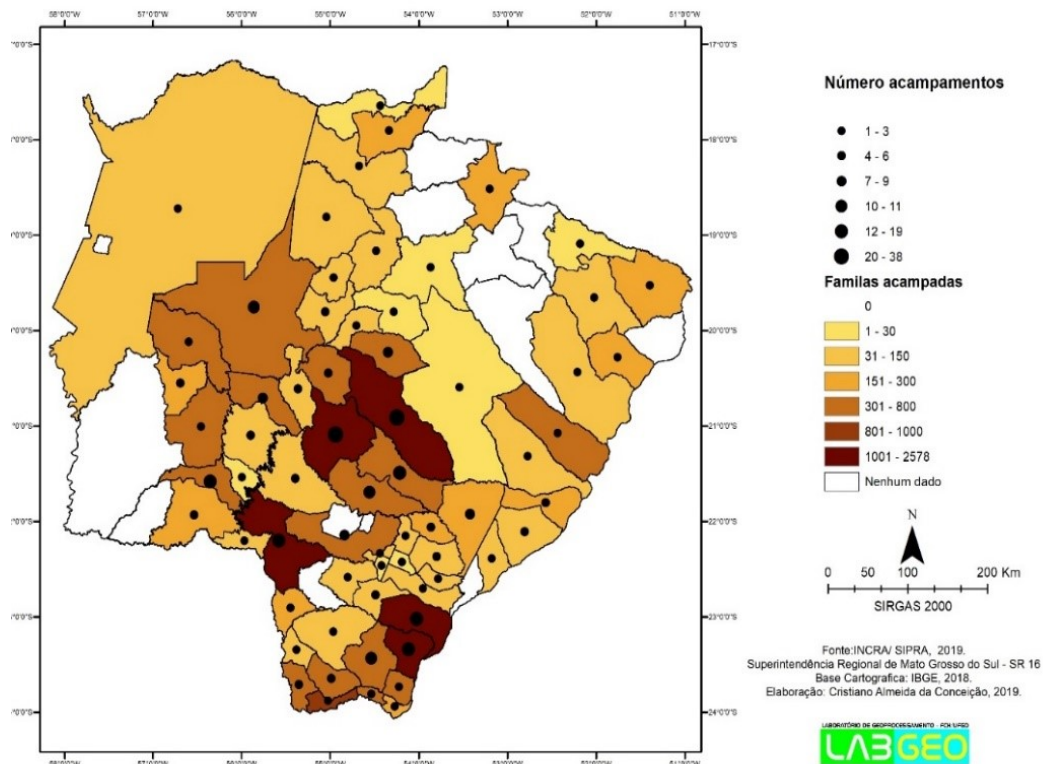 58°0'0"W 57°0'0"W 56°0'0"W 55°0'0"W 54°0'0"W 53°0'0"W 52°0'0"W 51°0'0"W
17°0'0"S
18°0'0"S
19°0'0"S
20°0'0"S
21°0'0"S
22°0'0"S
23°0'0"S
24°0'0"S
Número acampamentos
1 - 3
4 - 6
7 - 9
10 - 11
12 - 19
20 - 38
Familas acampadas
0
1 - 30
31 - 150
151 - 300
301 - 800
801 - 1000
1001 - 2578
Nenhum dado
N
0 50 100 200 Km
SIRGAS 2000
Fonte:INCRA/ SIPRA, 2019.
Superintendência Regional de Mato Grosso do Sul - SR 16
Base Cartografica: IBGE, 2018.
Elaboração: Cristiano Almeida da Conceição, 2019.
LABORATÓRIO DE GEOPROCESSAMENTO - FCH/UFGD
LABGEO